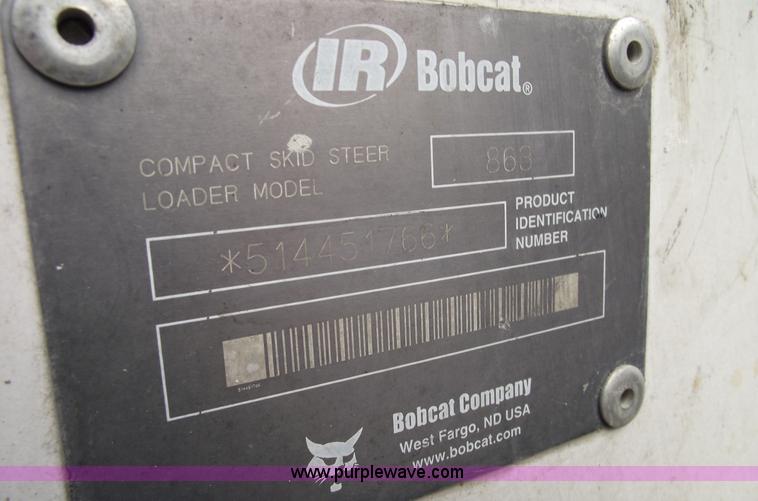 IR Bobcat®
COMPACT SKID STEER
LOADER MODEL
863
PRODUCT
IDENTIFICATION
NUMBER
*514451766*
514451766
Bobcat Company
West Fargo, ND USA
www.bobcat.com
www.purplewave.com